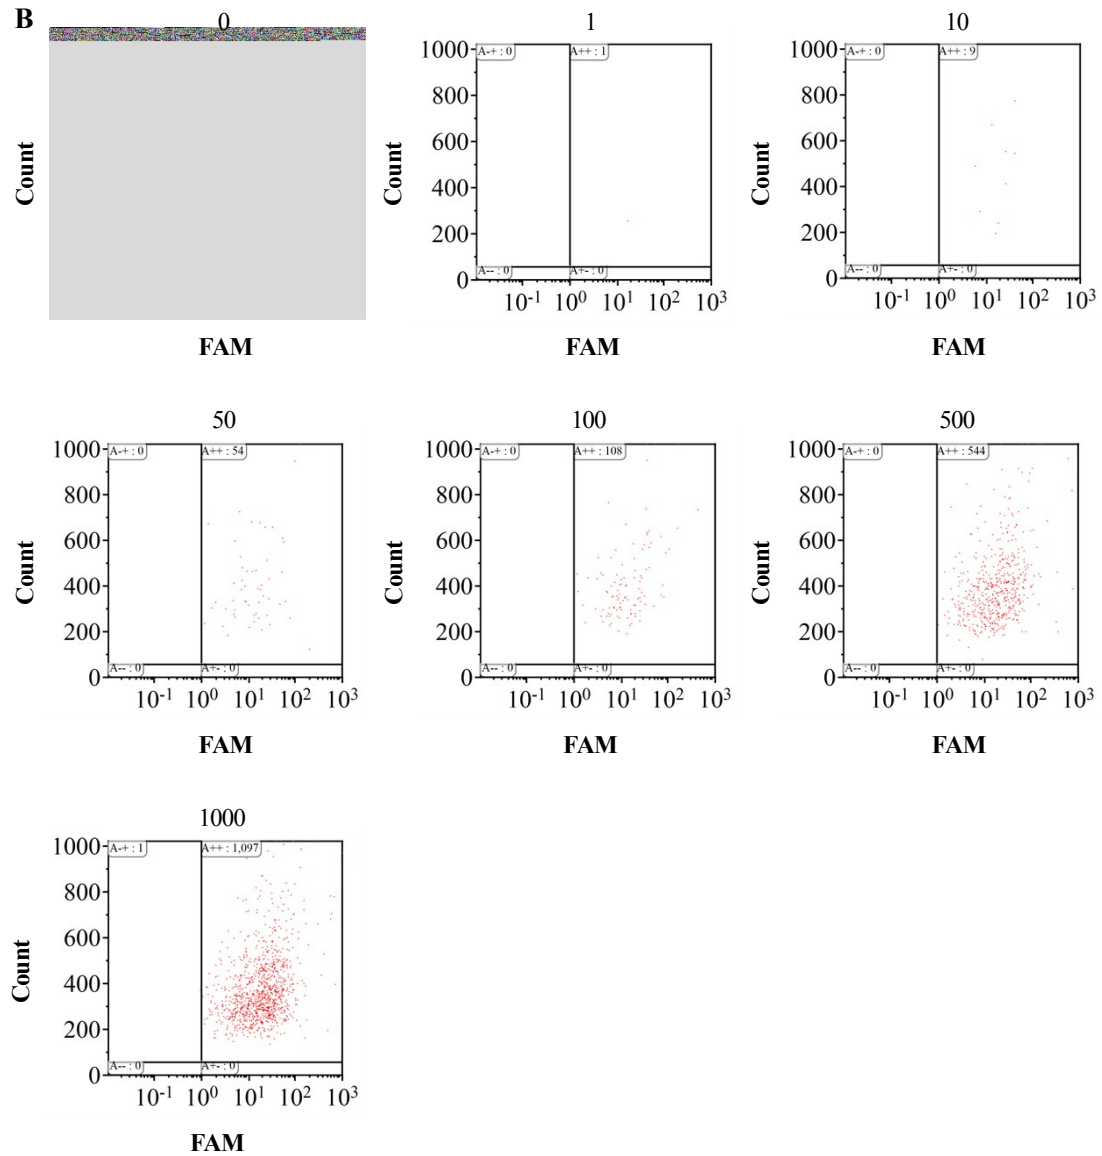 B
0
Count
FAM
1
A-+ : 0
A++ : 1
1000
800
600
400
200
0
A-- : 0
A+- : 0
10-1 100 101 102 103
Count
FAM
10
A-+ : 0
A++ : 9
1000
800
600
400
200
0
A-- : 0
A+- : 0
10-1 100 101 102 103
Count
FAM
50
A-+ : 0
A++ : 54
1000
800
600
400
200
0
A-- : 0
A+- : 0
10-1 100 101 102 103
Count
FAM
100
A-+ : 0
A++ : 108
1000
800
600
400
200
0
A-- : 0
A+- : 0
10-1 100 101 102 103
Count
FAM
500
A-+ : 0
A++ : 544
1000
800
600
400
200
0
A-- : 0
A+- : 0
10-1 100 101 102 103
Count
FAM
1000
A-+ : 1
A++ : 1,097
1000
800
600
400
200
0
A-- : 0
A+- : 0
10-1 100 101 102 103
Count
FAM